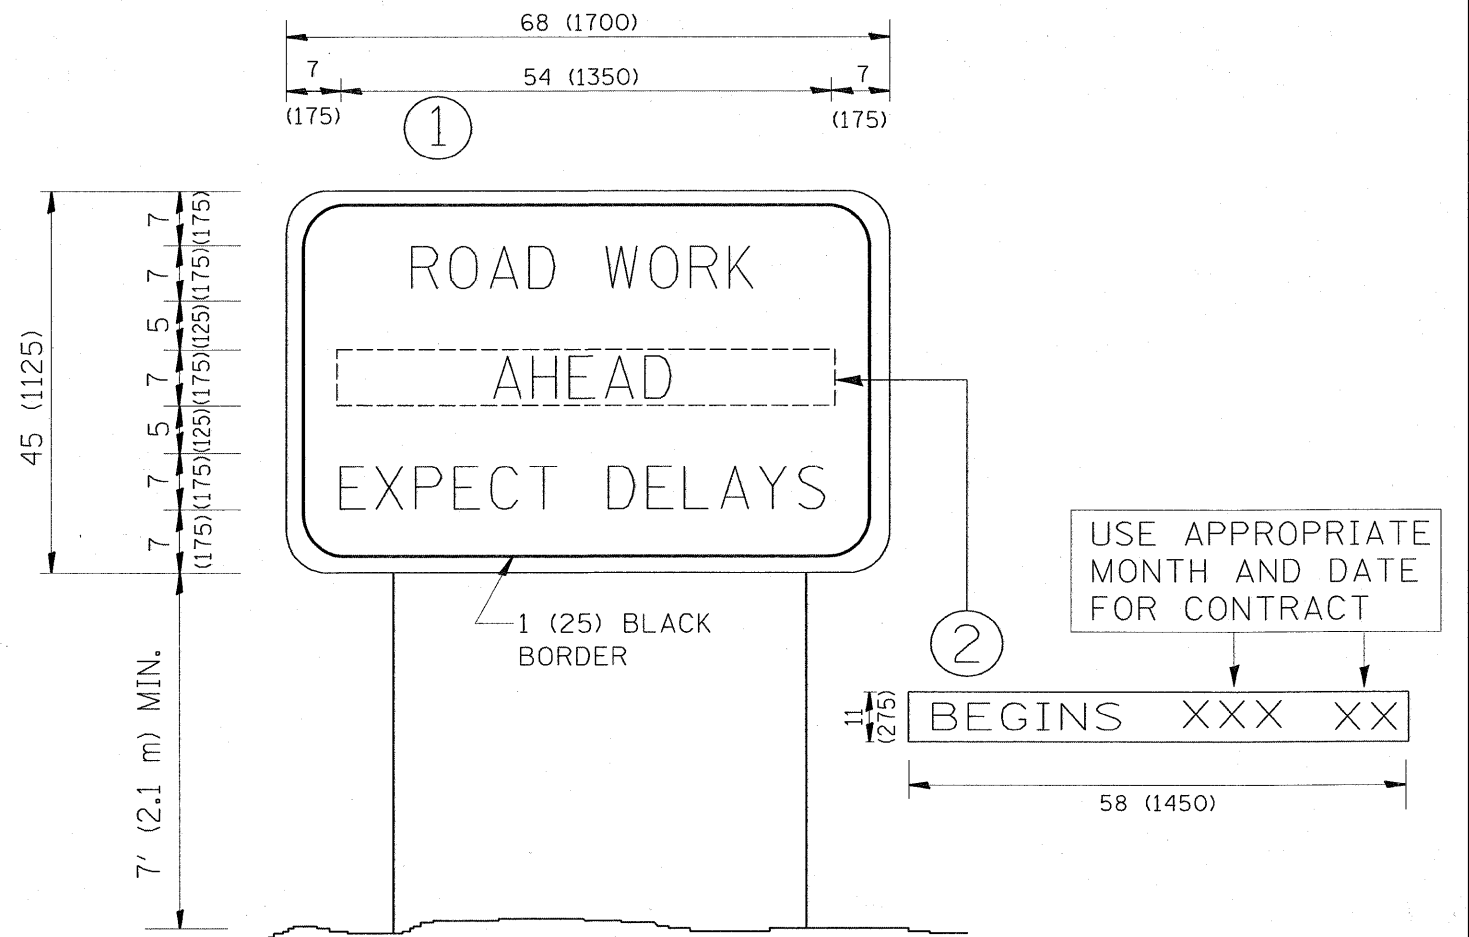 68 (1700)
7
54 (1350)
7
(175)
(175)
1
45 (1125)
7
(175)
7
(175)
5
(125)
7
(175)
5
(125)
7
(175)
7
(175)
ROAD WORK
AHEAD
EXPECT DELAYS
7' (2.1 m) MIN.
1 (25) BLACK
BORDER
2
USE APPROPRIATE
MONTH AND DATE
FOR CONTRACT
11
(275)
BEGINS XXX XX
58 (1450)